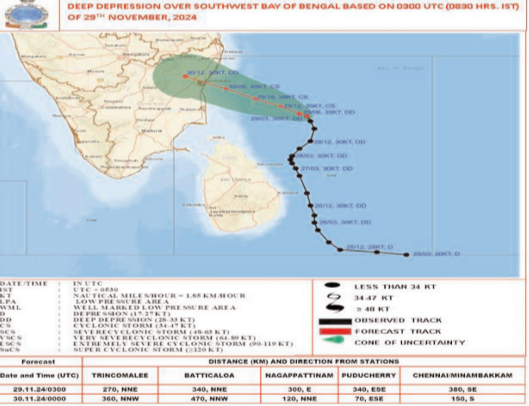 DEEP DEPRESSION OVER SOUTHWEST BAY OF BENGAL BASED ON 0300 UTC (0830 HRS. IST)
OF 29TH NOVEMBER, 2024
DATE/TIME : IN UTC
IST : UTC + 0530
KT : NAUTICAL MILES/HOUR = 1.85 KM/HOUR
LPA : LOW PRESSURE AREA
WML : WELL MARKED LOW PRESSURE AREA
D : DEPRESSION (17-27 KT)
DD : DEEP DEPRESSION (28-33 KT)
CS : CYCLONIC STORM (34-47 KT)
SCS : SEVERE CYCLONIC STORM (48-63 KT)
VSCS : VERY SEVERE CYCLONIC STORM (64-89 KT)
ESCS : EXTREMELY SEVERE CYCLONIC STORM (90-119 KT)
SuCS : SUPER CYCLONIC STORM (≥120 KT)
LESS THAN 34 KT
34-47 KT
≥ 48 KT
OBSERVED TRACK
FORECAST TRACK
CONE OF UNCERTAINTY
Forecast DISTANCE (KM) AND DIRECTION FROM STATIONS
Date and Time (UTC) TRINCOMALEE BATTICALOA NAGAPPATTINAM PUDUCHERRY CHENNAI/MINAMBAKKAM
29.11.24/0300 270, NNE 340, NNE 300, E 340, ESE 380, SE
30.11.24/0000 360, NNW 470, NNW 120, NNE 70, ESE 150, S